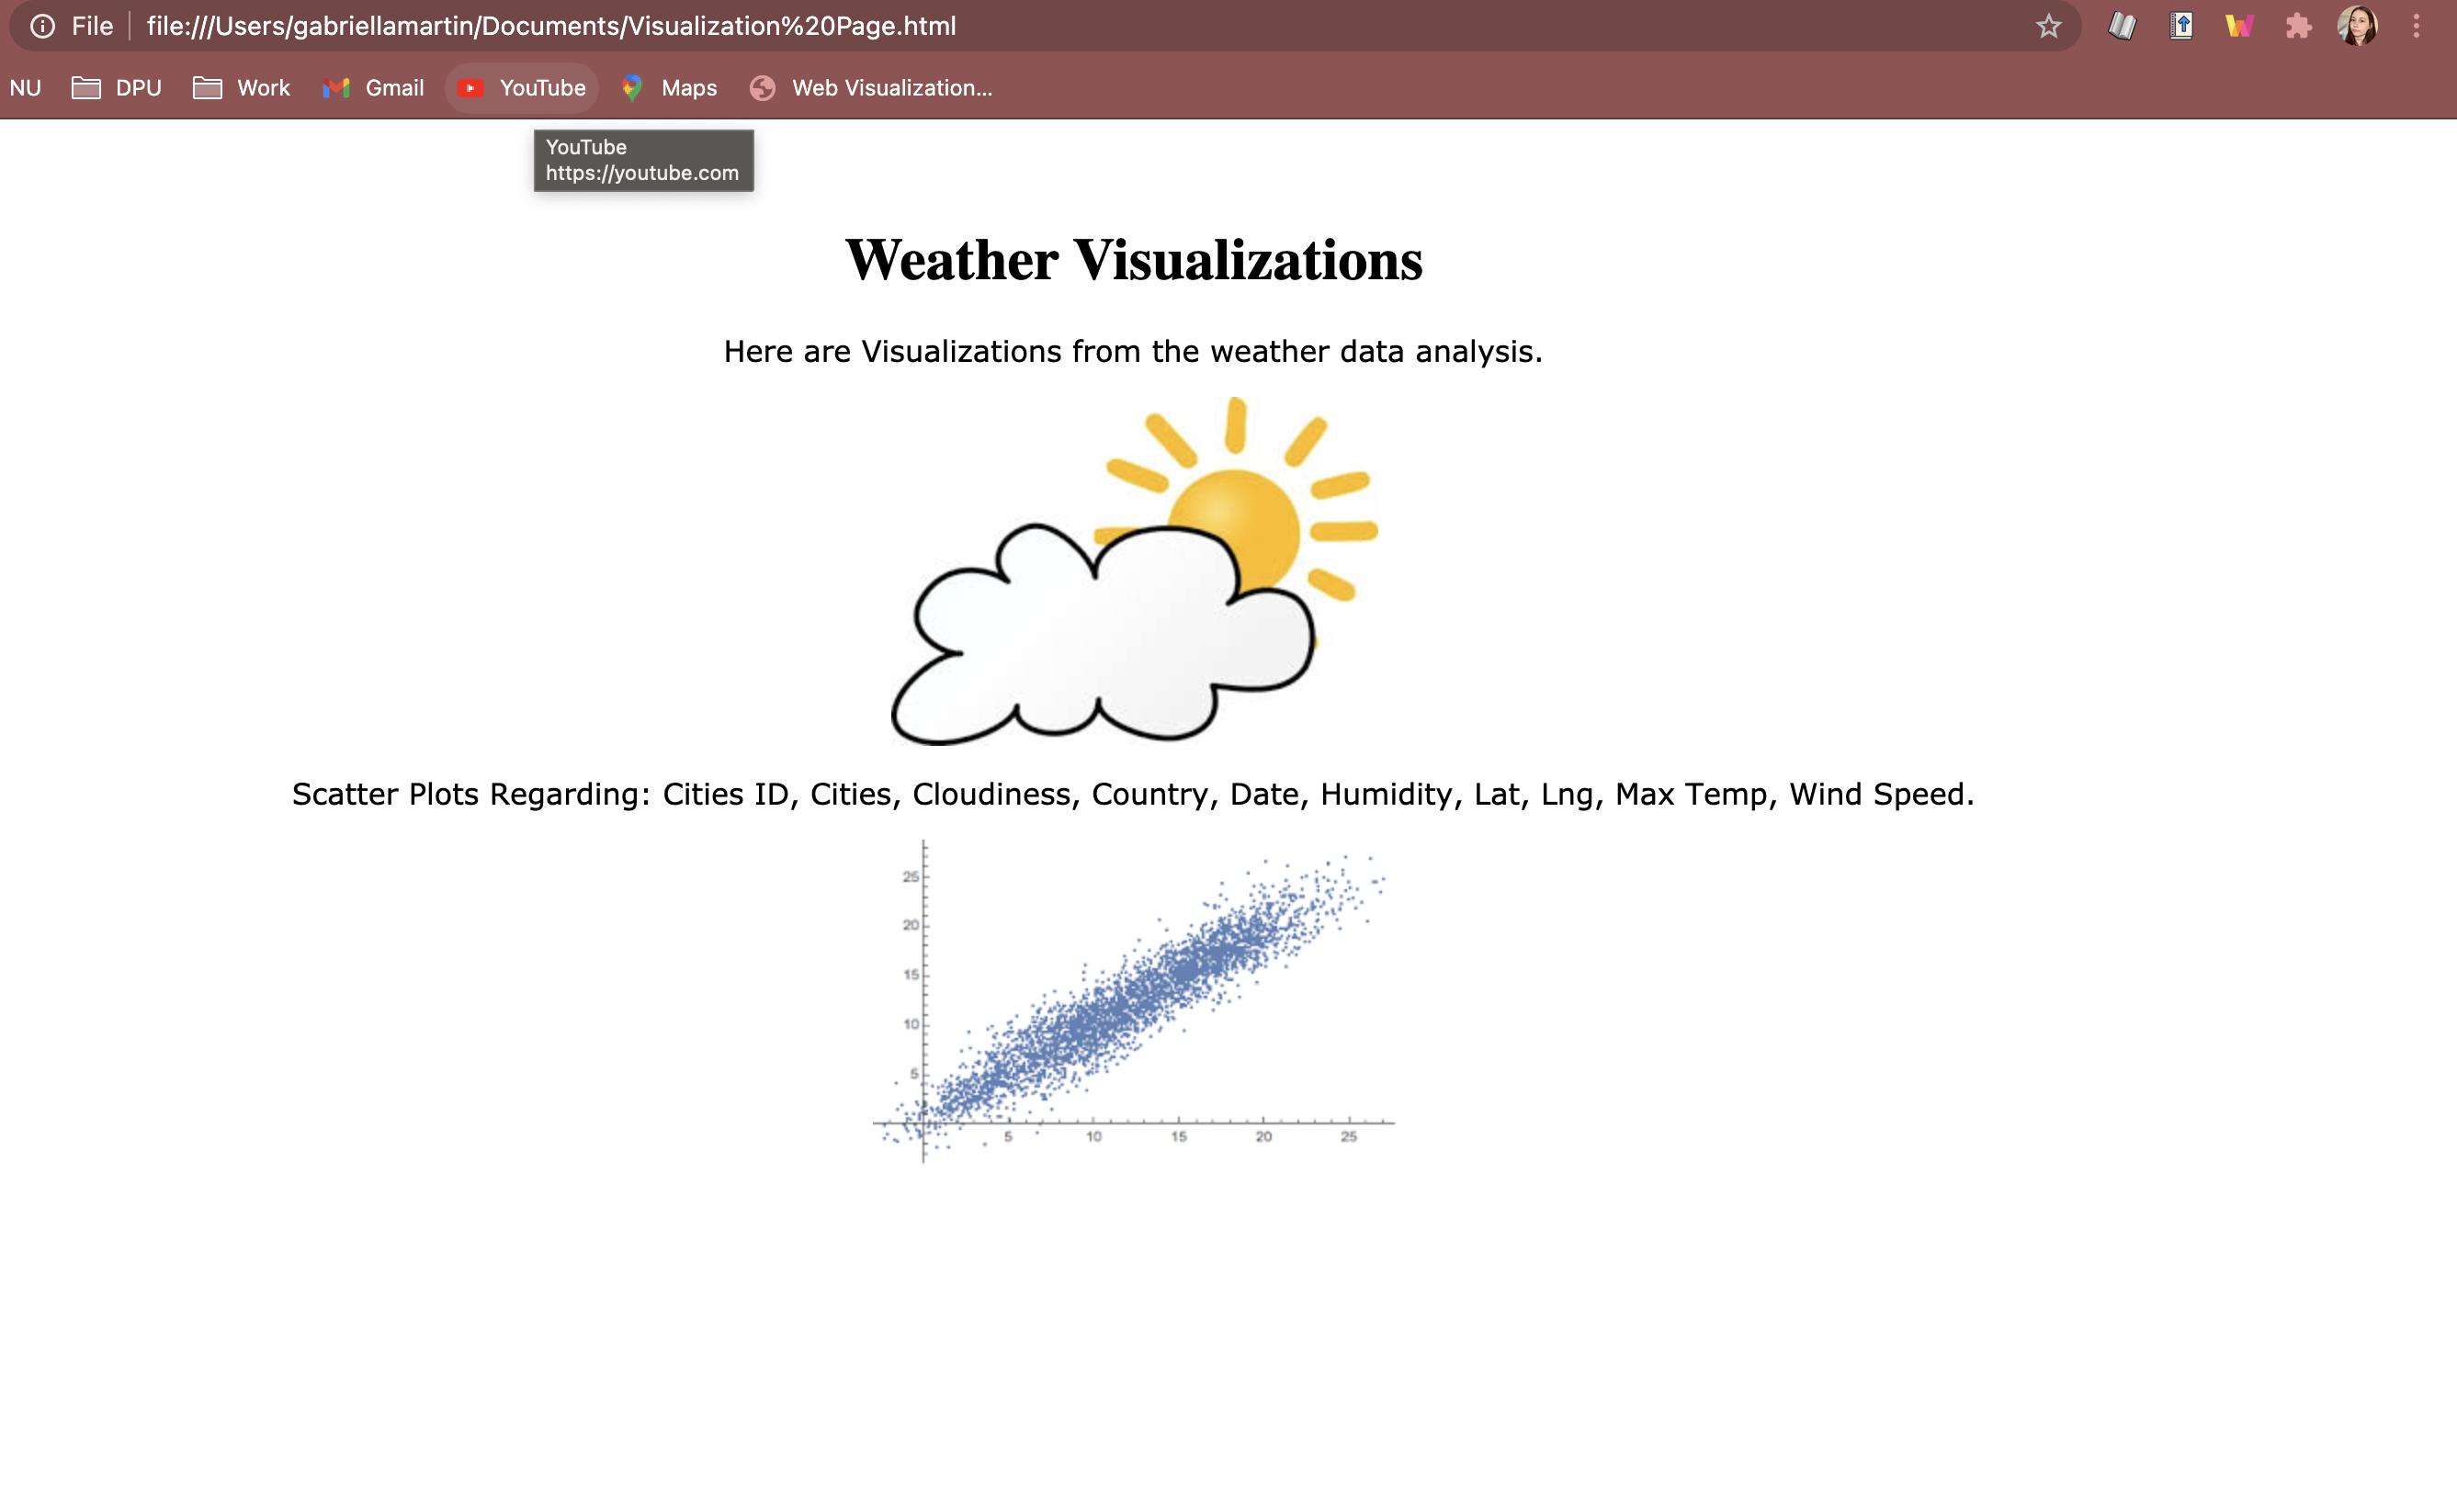 File file:///Users/gabriellamartin/Documents/Visualization%20Page.html
NU DPU Work Gmail YouTube Maps Web Visualization...
YouTube
https://youtube.com
Weather Visualizations
Here are Visualizations from the weather data analysis.
Scatter Plots Regarding: Cities ID, Cities, Cloudiness, Country, Date, Humidity, Lat, Lng, Max Temp, Wind Speed.
25
20
15
10
5
5 10 15 20 25